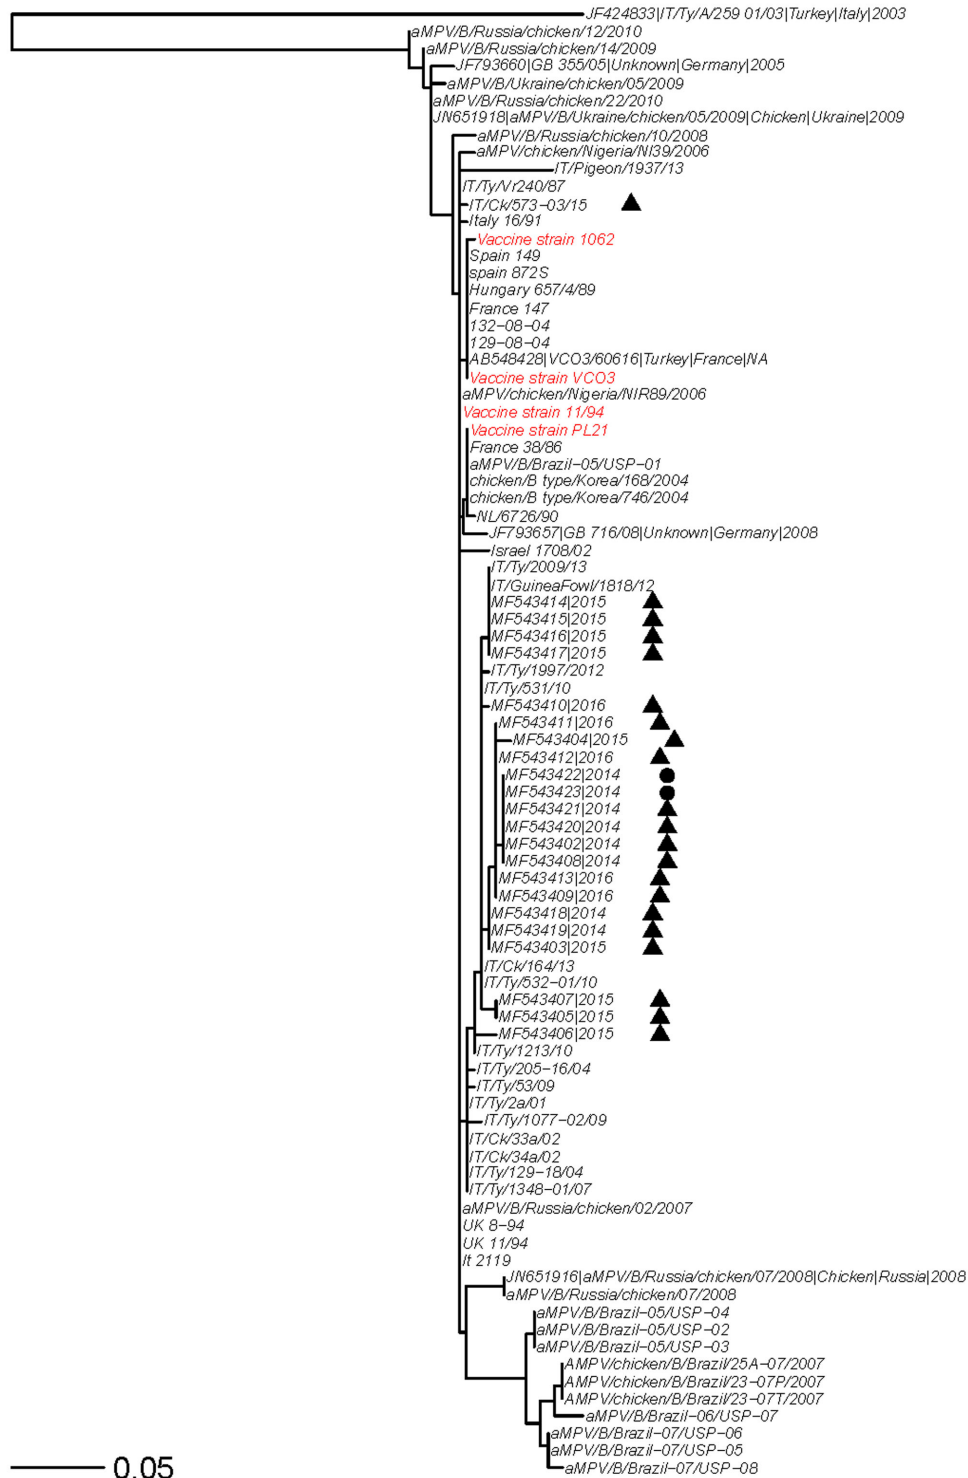 JF424833|IT/Ty/A/259 01/03|Turkey|Italy|2003
aMPV/B/Russia/chicken/12/2010
aMPV/B/Russia/chicken/14/2009
JF793660|GB 355/05|Unknown|Germany|2005
aMPV/B/Ukraine/chicken/05/2009
aMPV/B/Russia/chicken/22/2010
JN651918|aMPV/B/Ukraine/chicken/05/2009|Chicken|Ukraine|2009
aMPV/B/Russia/chicken/10/2008
aMPV/chicken/Nigeria/NI39/2006
IT/Pigeon/1937/13
IT/Ty/Vr240/87
IT/Ck/573−03/15
Italy 16/91
Vaccine strain 1062
Spain 149
spain 872S
Hungary 657/4/89
France 147
132−08−04
129−08−04
AB548428|VCO3/60616|Turkey|France|NA
Vaccine strain VCO3
aMPV/chicken/Nigeria/NIR89/2006
Vaccine strain 11/94
Vaccine strain PL21
France 38/86
aMPV/B/Brazil−05/USP−01
chicken/B type/Korea/168/2004
chicken/B type/Korea/746/2004
NL/6726/90
JF793657|GB 716/08|Unknown|Germany|2008
Israel 1708/02
IT/Ty/2009/13
IT/GuineaFowl/1818/12
MF543414|2015
MF543415|2015
MF543416|2015
MF543417|2015
IT/Ty/1997/2012
IT/Ty/531/10
MF543410|2016
MF543411|2016
MF543404|2015
MF543412|2016
MF543422|2014
MF543423|2014
MF543421|2014
MF543420|2014
MF543402|2014
MF543408|2014
MF543413|2016
MF543409|2016
MF543418|2014
MF543419|2014
MF543403|2015
IT/Ck/164/13
IT/Ty/532−01/10
MF543407|2015
MF543405|2015
MF543406|2015
IT/Ty/1213/10
IT/Ty/205−16/04
IT/Ty/53/09
IT/Ty/2a/01
IT/Ty/1077−02/09
IT/Ck/33a/02
IT/Ck/34a/02
IT/Ty/129−18/04
IT/Ty/1348−01/07
aMPV/B/Russia/chicken/02/2007
UK 8−94
UK 11/94
It 2119
JN651916|aMPV/B/Russia/chicken/07/2008|Chicken|Russia|2008
aMPV/B/Russia/chicken/07/2008
aMPV/B/Brazil−05/USP−04
aMPV/B/Brazil−05/USP−02
aMPV/B/Brazil−05/USP−03
AMPV/chicken/B/Brazil/25A−07/2007
AMPV/chicken/B/Brazil/23−07P/2007
AMPV/chicken/B/Brazil/23−07T/2007
aMPV/B/Brazil−06/USP−07
aMPV/B/Brazil−07/USP−06
aMPV/B/Brazil−07/USP−05
aMPV/B/Brazil−07/USP−08
0.05